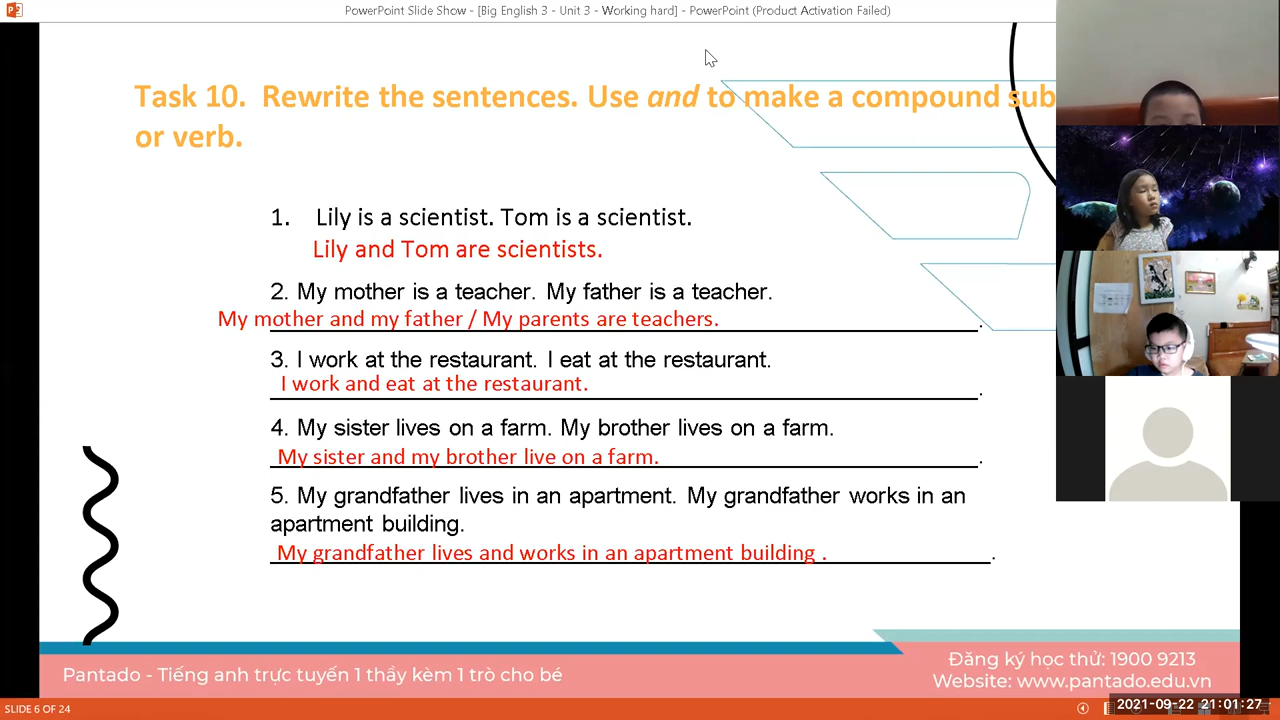 PowerPoint Slide Show - [Big English 3 - Unit 3 - Working hard] - PowerPoint (Product Activation Failed)
Task 10. Rewrite the sentences. Use and to make a compound sub
or verb.
1. Lily is a scientist. Tom is a scientist.
Lily and Tom are scientists.
2. My mother is a teacher. My father is a teacher.
My mother and my father / My parents are teachers.
.
3. I work at the restaurant. I eat at the restaurant.
I work and eat at the restaurant.
.
4. My sister lives on a farm. My brother lives on a farm.
My sister and my brother live on a farm.
.
5. My grandfather lives in an apartment. My grandfather works in an
apartment building.
My grandfather lives and works in an apartment building .
.
Pantado - Tiếng anh trực tuyến 1 thầy kèm 1 trò cho bé
Đăng ký học thử: 1900 9213
Website: www.pantado.edu.vn
SLIDE 6 OF 24
2021-09-22 21:01:27